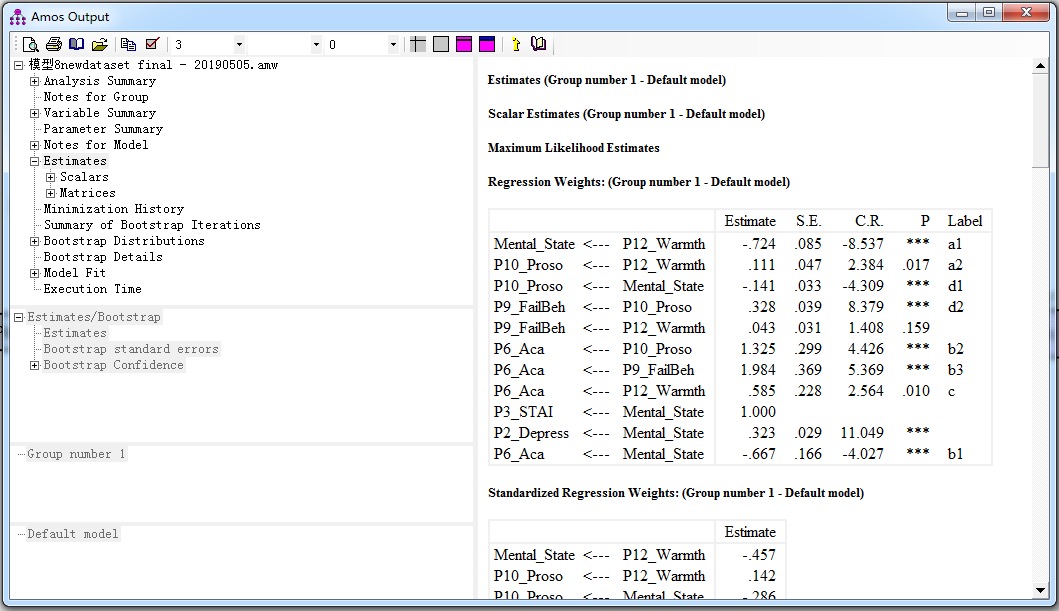 Amos Output
3 0
模型8newdataset final - 20190505.amw
Analysis Summary
Notes for Group
Variable Summary
Parameter Summary
Notes for Model
Estimates
Scalars
Matrices
Minimization History
Summary of Bootstrap Iterations
Bootstrap Distributions
Bootstrap Details
Model Fit
Execution Time
Estimates/Bootstrap
Estimates
Bootstrap standard errors
Bootstrap Confidence
Group number 1
Default model
Estimates (Group number 1 - Default model)
Scalar Estimates (Group number 1 - Default model)
Maximum Likelihood Estimates
Regression Weights: (Group number 1 - Default model)
Estimate S.E. C.R. P Label
Mental_State <--- P12_Warmth -.724 .085 -8.537 *** a1
P10_Proso <--- P12_Warmth .111 .047 2.384 .017 a2
P10_Proso <--- Mental_State -.141 .033 -4.309 *** d1
P9_FailBeh <--- P10_Proso .328 .039 8.379 *** d2
P9_FailBeh <--- P12_Warmth .043 .031 1.408 .159
P6_Aca <--- P10_Proso 1.325 .299 4.426 *** b2
P6_Aca <--- P9_FailBeh 1.984 .369 5.369 *** b3
P6_Aca <--- P12_Warmth .585 .228 2.564 .010 c
P3_STAI <--- Mental_State 1.000
P2_Depress <--- Mental_State .323 .029 11.049 ***
P6_Aca <--- Mental_State -.667 .166 -4.027 *** b1
Standardized Regression Weights: (Group number 1 - Default model)
Estimate
Mental_State <--- P12_Warmth -.457
P10_Proso <--- P12_Warmth .142
P10_Proso <--- Mental_State -.286